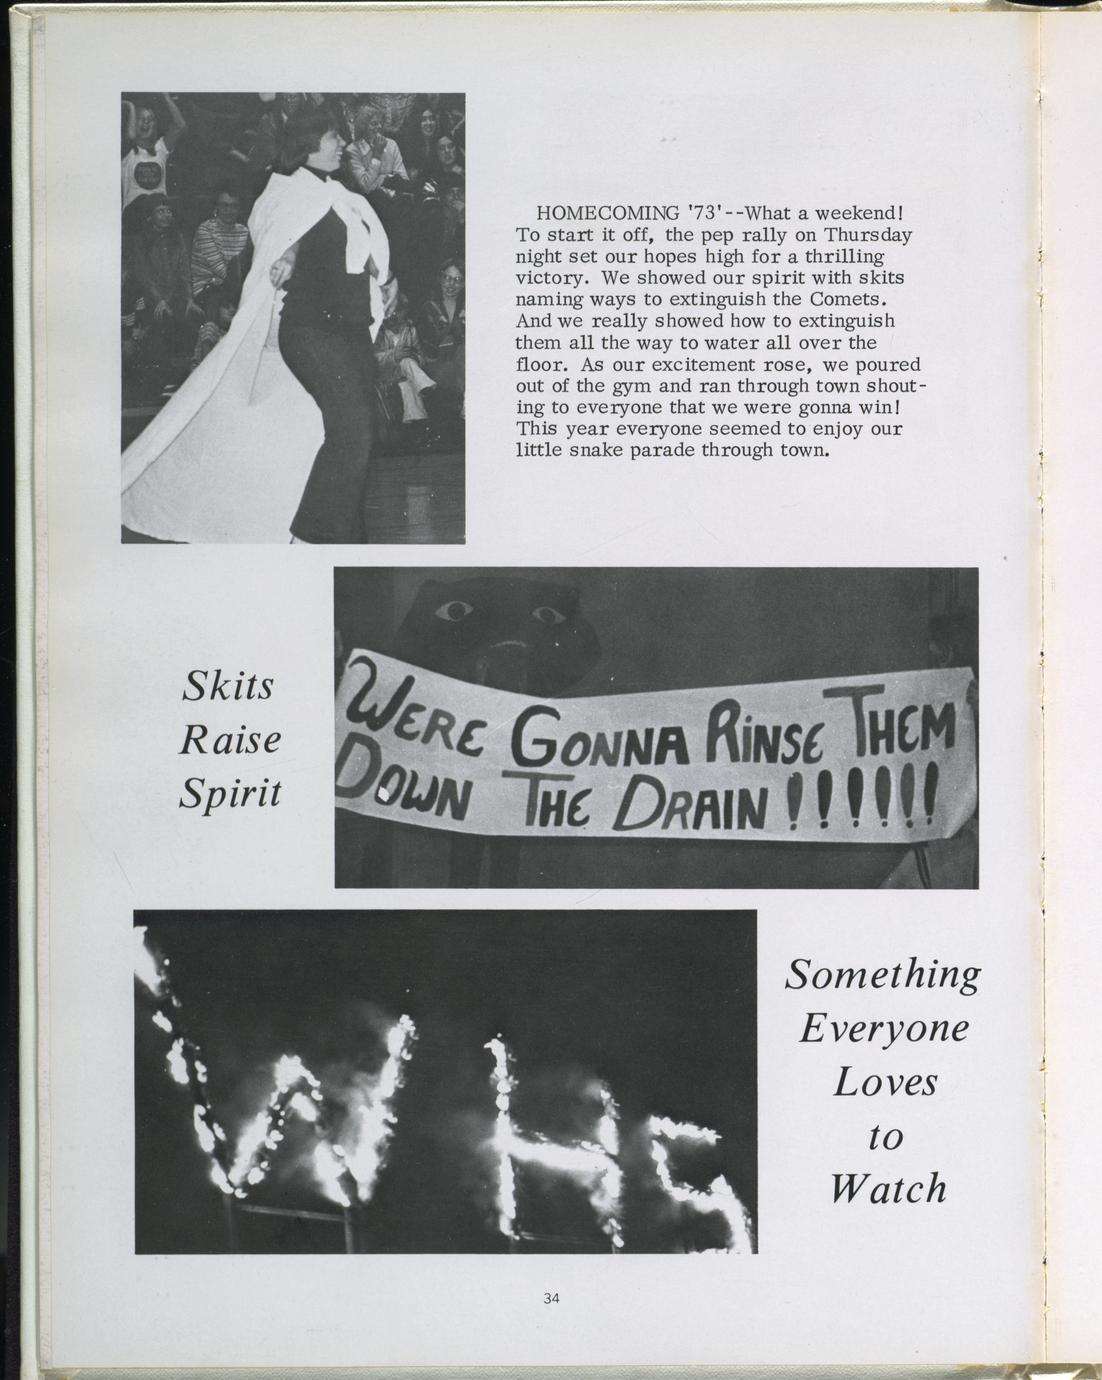 HOMECOMING '73'--What a weekend!
To start it off, the pep rally on Thursday
night set our hopes high for a thrilling
victory. We showed our spirit with skits
naming ways to extinguish the Comets.
And we really showed how to extinguish
them all the way to water all over the
floor. As our excitement rose, we poured
out of the gym and ran through town shout-
ing to everyone that we were gonna win!
This year everyone seemed to enjoy our
little snake parade through town.
Skits
Raise
Spirit
WERE GONNA RINSE THEM
DOWN THE DRAIN!!!!!!
WHS
Something
Everyone
Loves
to
Watch
34